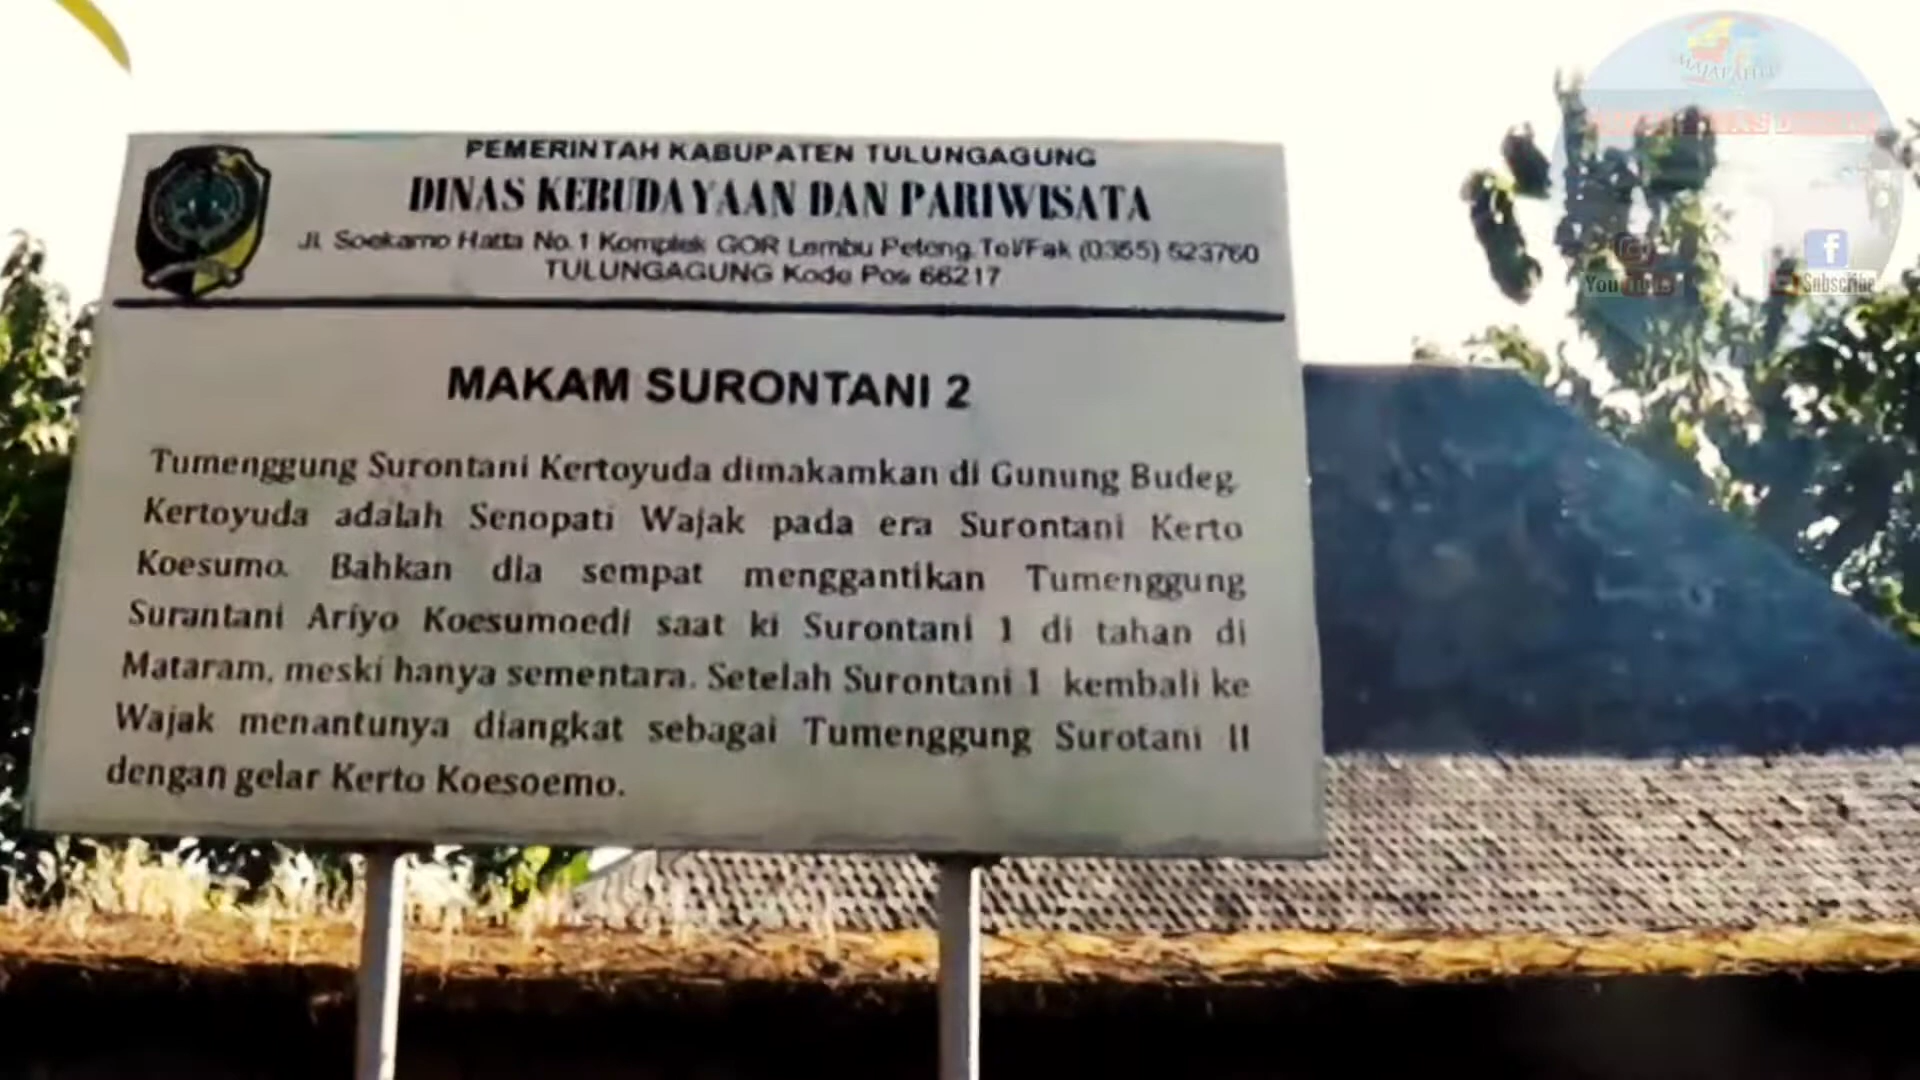 PEMERINTAH KABUPATEN TULUNGAGUNG
DINAS KEBUDAYAAN DAN PARIWISATA
Jl. Soekarno Hatta No.1 Komplek GOR Lembu Peteng.Tel/Fak (0355) 523760
TULUNGAGUNG Kode Pos 66217
MAKAM SURONTANI 2
Tumenggung Surontani Kertoyuda dimakamkan di Gunung Budeg.
Kertoyuda adalah Senopati Wajak pada era Surontani Kerto
Koesumo. Bahkan dia sempat menggantikan Tumenggung
Surantani Ariyo Koesumoedi saat ki Surontani 1 di tahan di
Mataram, meski hanya sementara. Setelah Surontani 1 kembali ke
Wajak menantunya diangkat sebagai Tumenggung Surotani II
dengan gelar Kerto Koesoemo.
MAJAPAHIT
YouTube
Subscribe